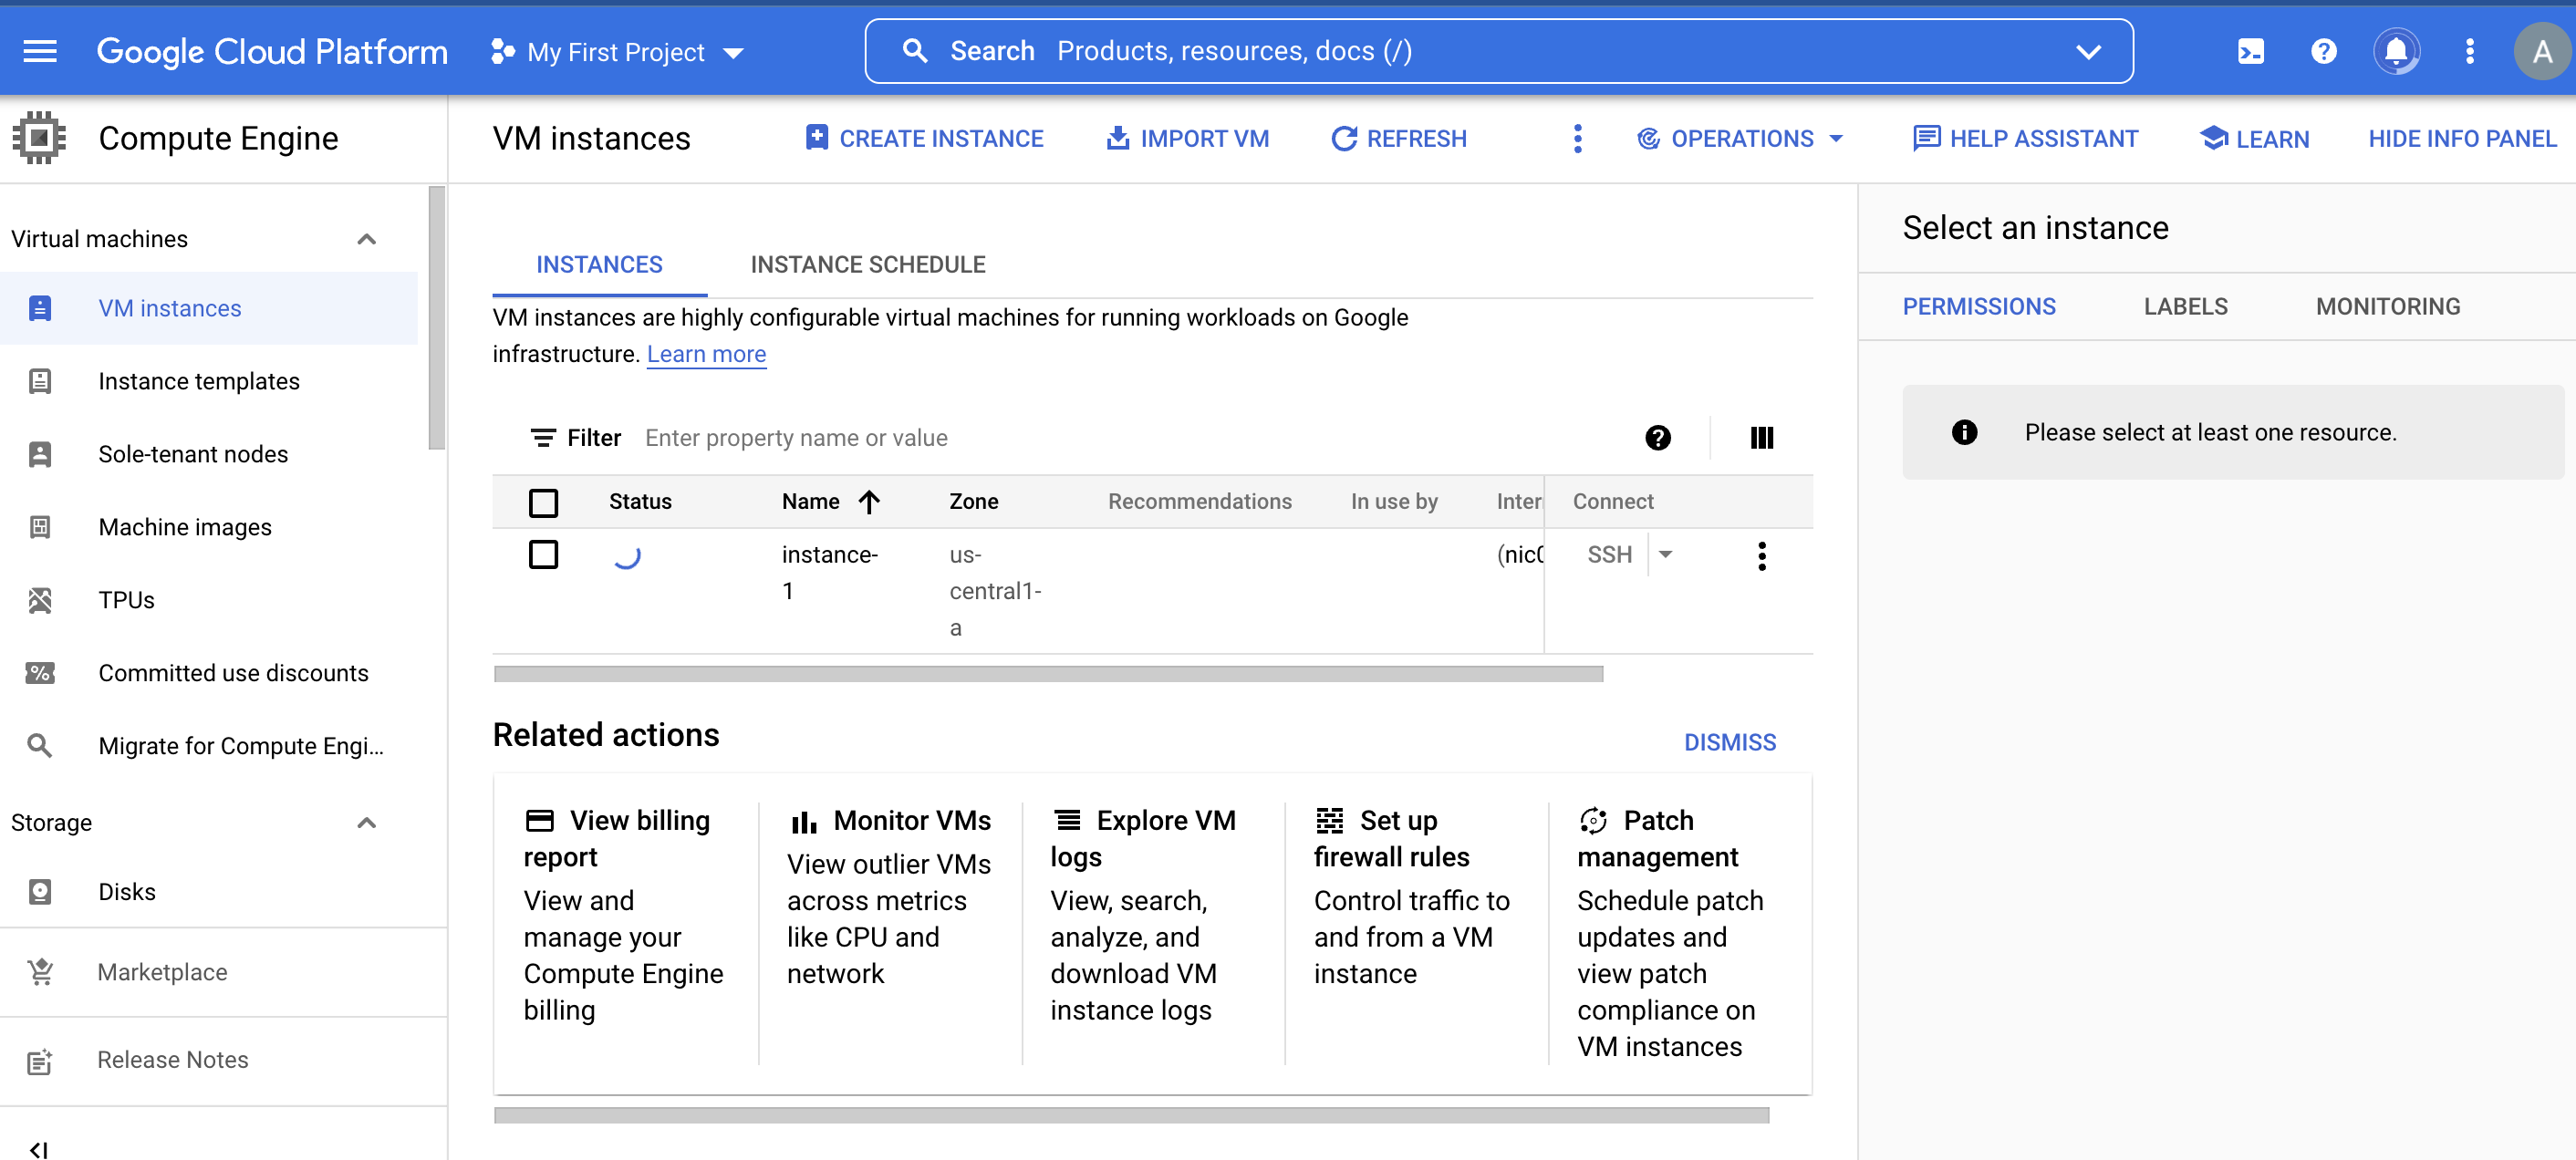 Google Cloud Platform
My First Project
Search Products, resources, docs (/)
A
Compute Engine
VM instances
CREATE INSTANCE
IMPORT VM
REFRESH
OPERATIONS
HELP ASSISTANT
LEARN
HIDE INFO PANEL
Virtual machines
VM instances
Instance templates
Sole-tenant nodes
Machine images
TPUs
Committed use discounts
Migrate for Compute Engi...
Storage
Disks
Marketplace
Release Notes
INSTANCES
INSTANCE SCHEDULE
VM instances are highly configurable virtual machines for running workloads on Google
infrastructure. Learn more
Filter Enter property name or value
Status Name Zone Recommendations In use by Inter Connect
instance-
1
us-
central1-
a
(nic0
SSH
Related actions
DISMISS
View billing
report
View and
manage your
Compute Engine
billing
Monitor VMs
View outlier VMs
across metrics
like CPU and
network
Explore VM
logs
View, search,
analyze, and
download VM
instance logs
Set up
firewall rules
Control traffic to
and from a VM
instance
Patch
management
Schedule patch
updates and
view patch
compliance on
VM instances
Select an instance
PERMISSIONS
LABELS
MONITORING
Please select at least one resource.